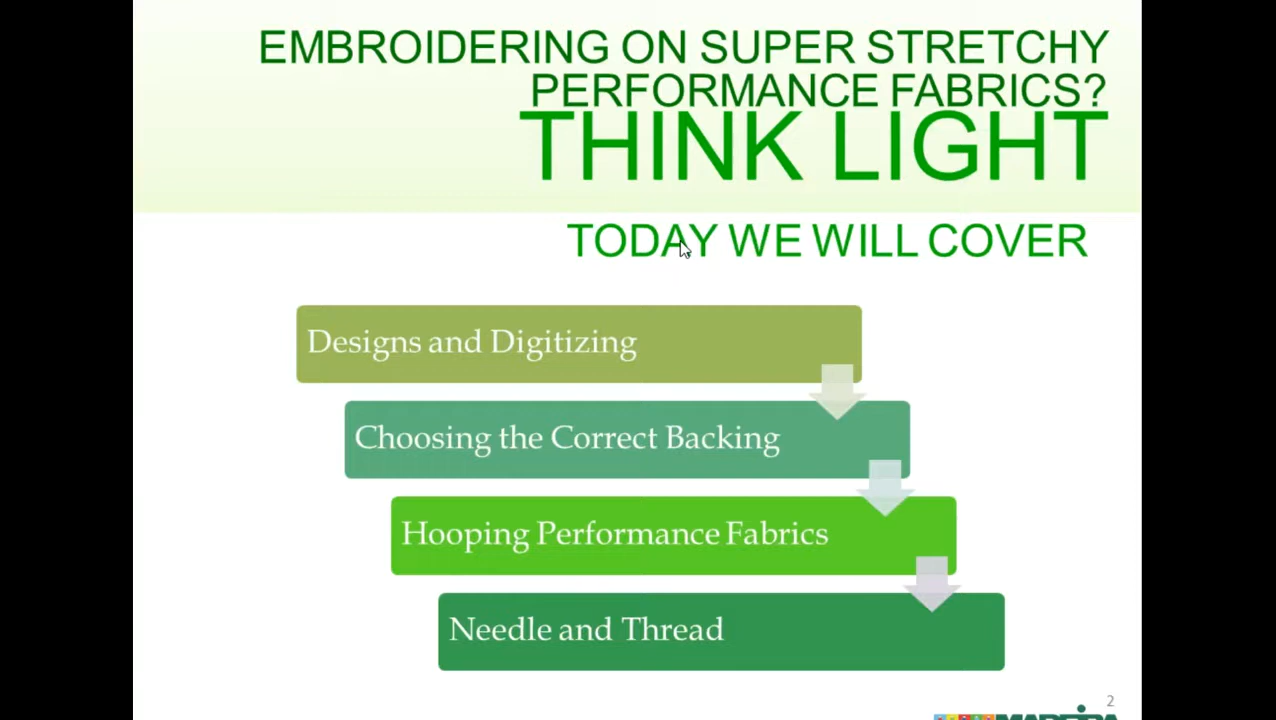 EMBROIDERING ON SUPER STRETCHY
PERFORMANCE FABRICS?
THINK LIGHT
TODAY WE WILL COVER
Designs and Digitizing
Choosing the Correct Backing
Hooping Performance Fabrics
Needle and Thread
2
MADEIRA